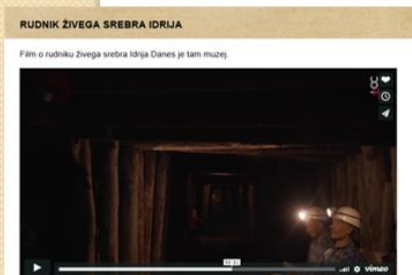 RUDNIK ŽIVEGA SREBRA IDRIJA
Film o rudniku živega srebra Idrija Danes je tam muzej.
vimeo